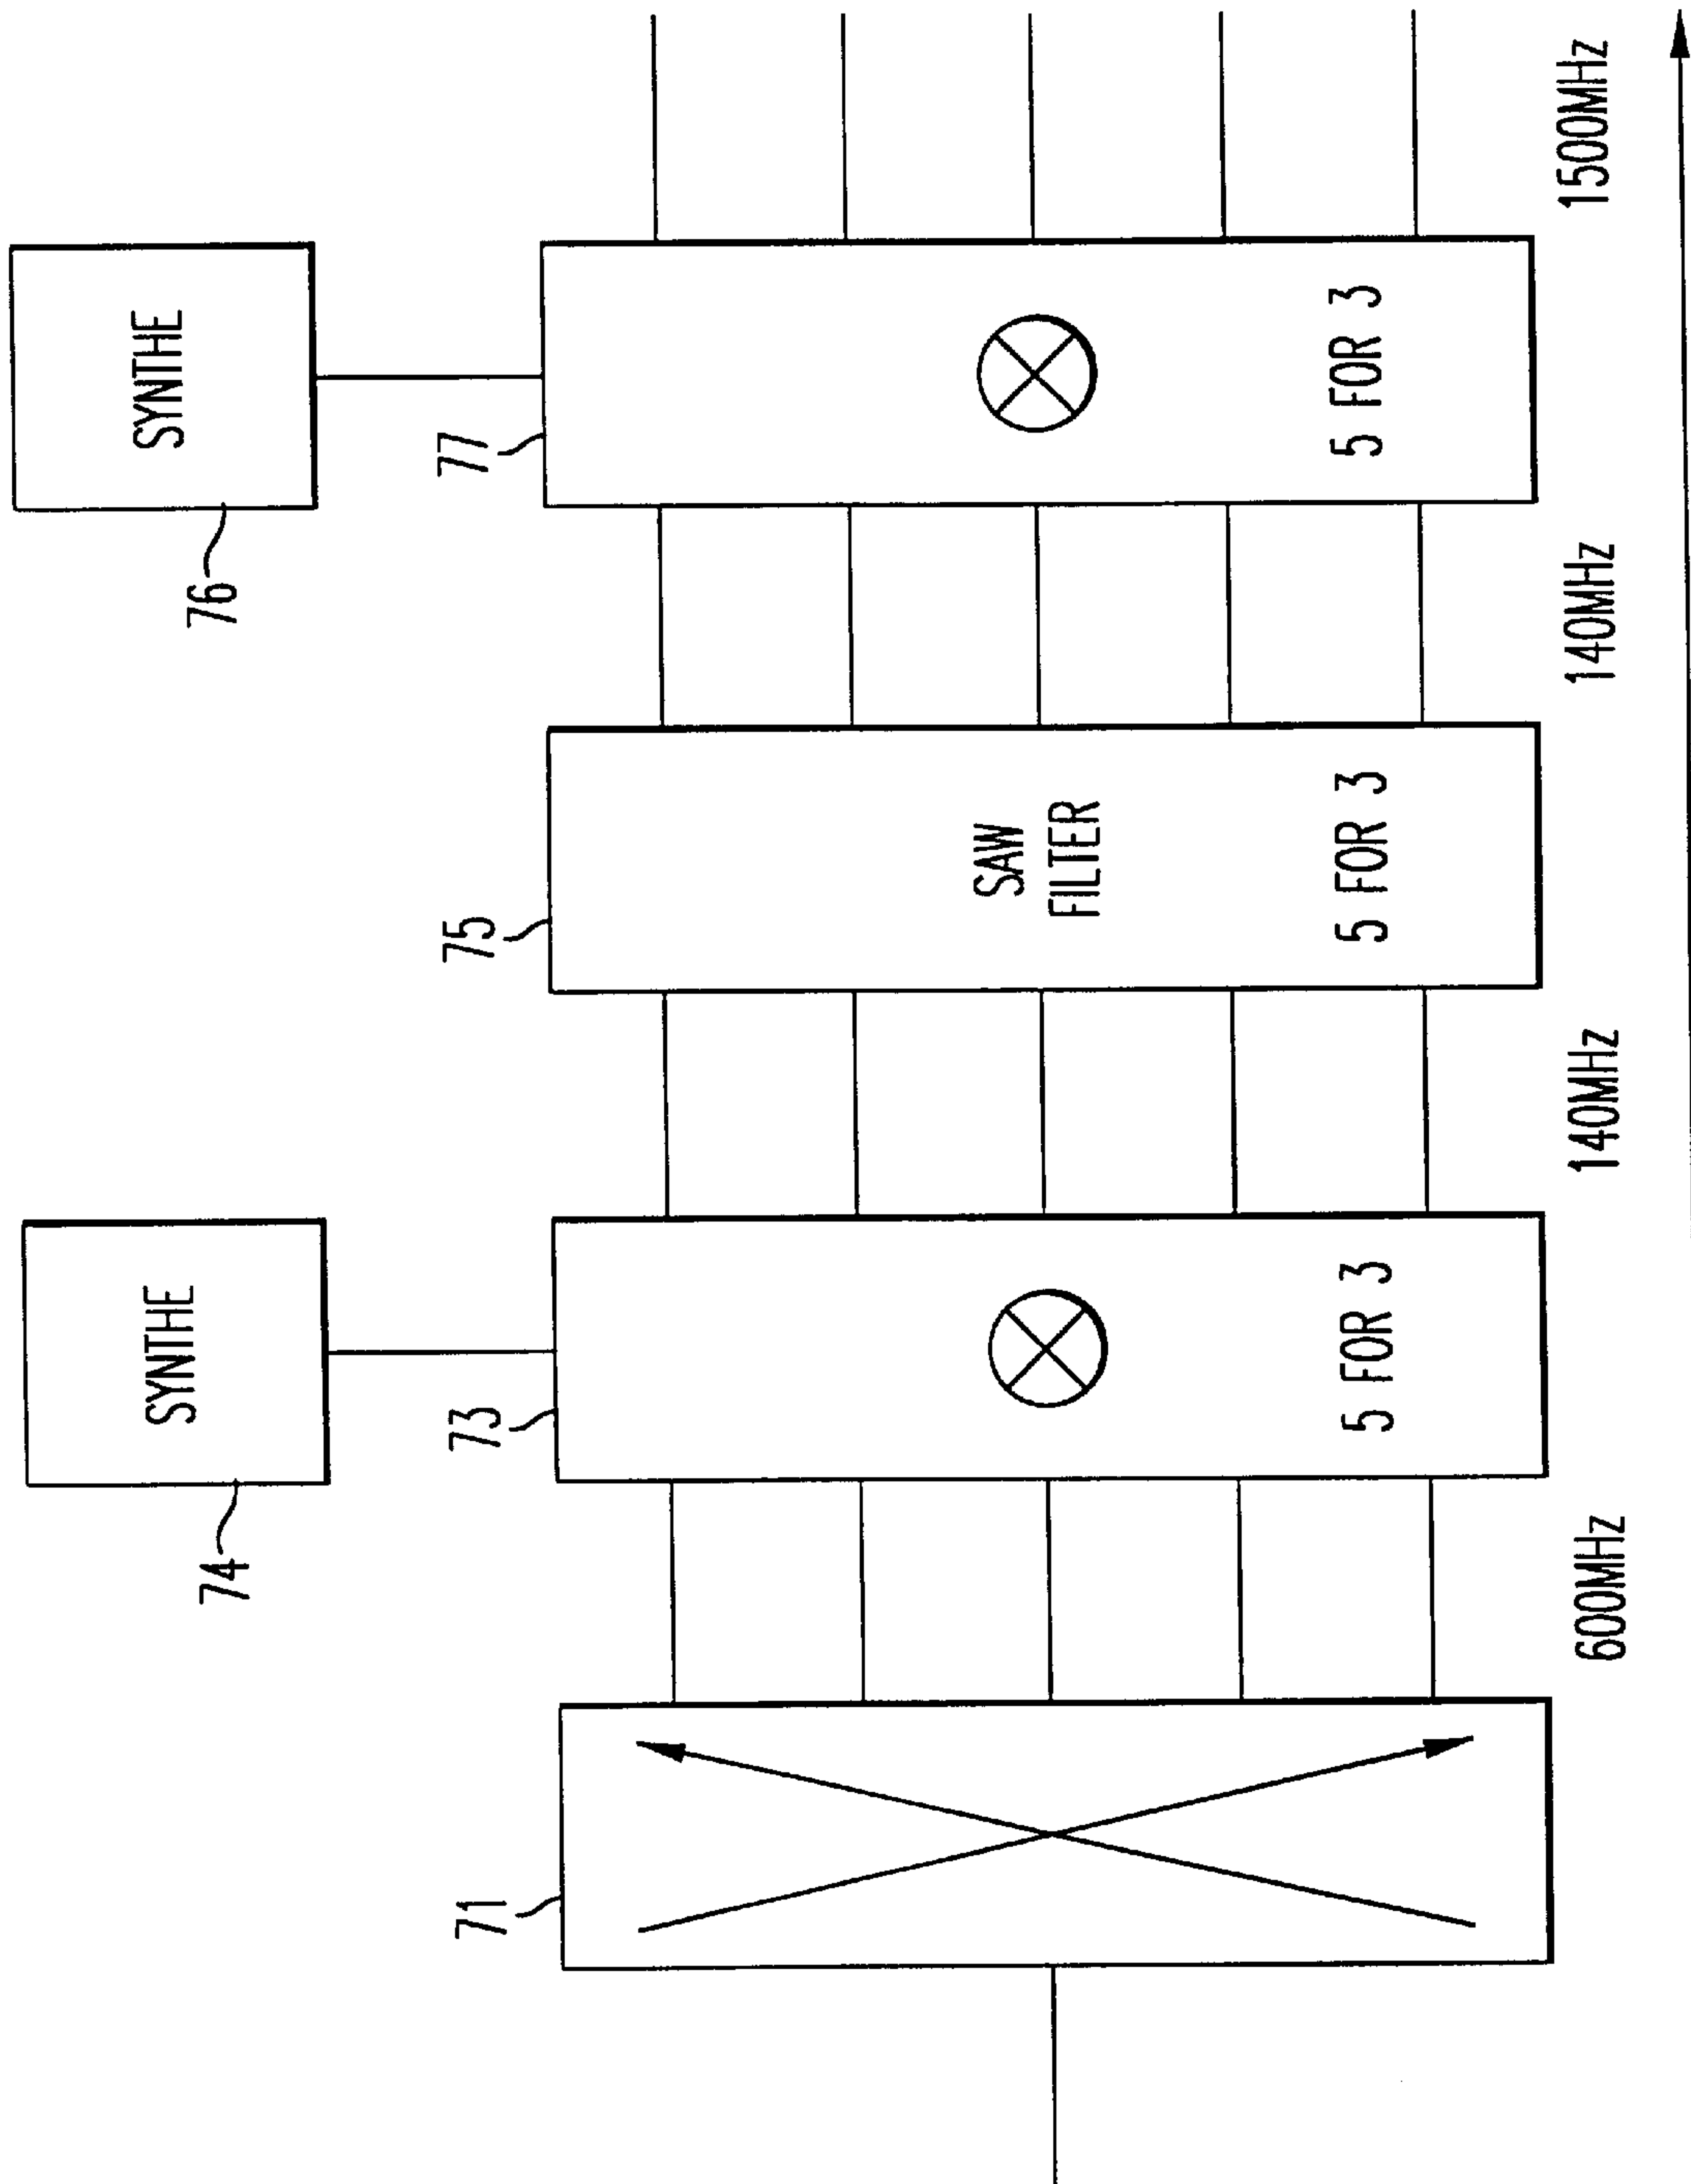 SYNTHE
SYNTHE
74
76
71
73
75
77
SAW
FILTER
5 FOR 3
5 FOR 3
5 FOR 3
600MHz
140MHz
140MHz
1500MHz